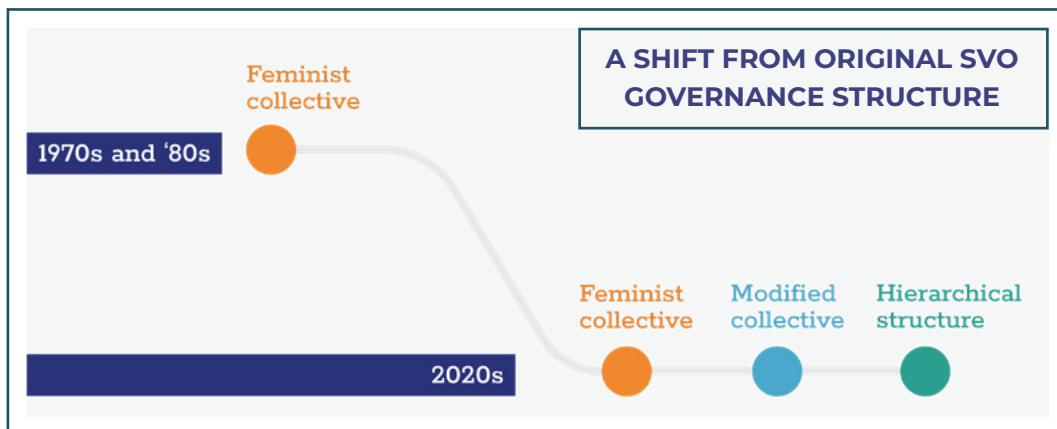 A SHIFT FROM ORIGINAL SVO
GOVERNANCE STRUCTURE
Feminist
collective
1970s and ‘80s
Feminist
collective
Modified
collective
Hierarchical
structure
2020s